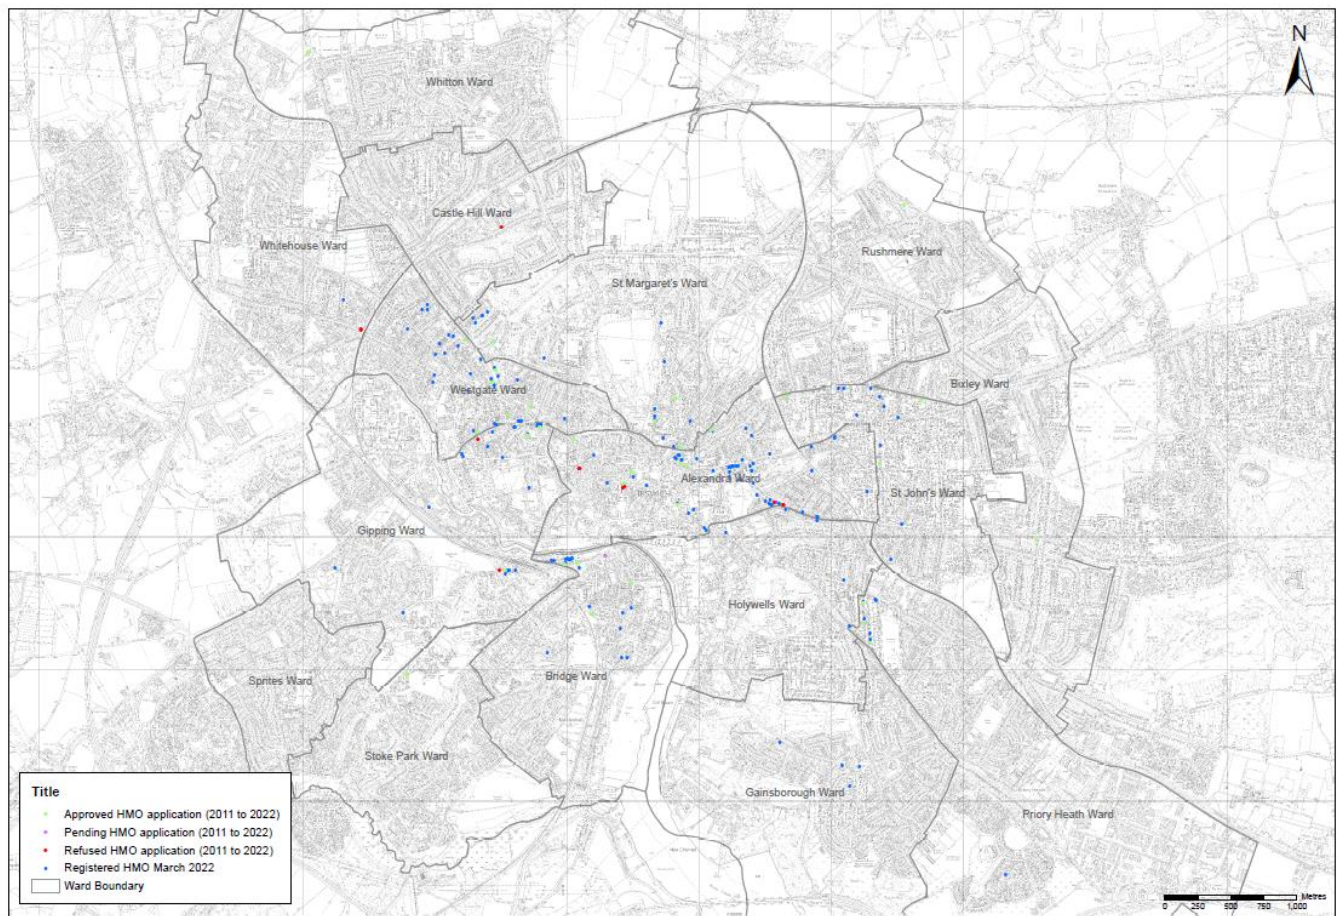 N
Whitton Ward
Castle Hill Ward
Whitehouse Ward
Rushmere Ward
St Margaret's Ward
Bixley Ward
Westgate Ward
Alexandra Ward
St John's Ward
IPSWICH
Gipping Ward
Holywells Ward
Bridge Ward
Sprites Ward
Stoke Park Ward
Gainsborough Ward
Priory Heath Ward
Title
Approved HMO application (2011 to 2022)
Pending HMO application (2011 to 2022)
Refused HMO application (2011 to 2022)
Registered HMO March 2022
Ward Boundary
Metres
0 250 500 750 1,000